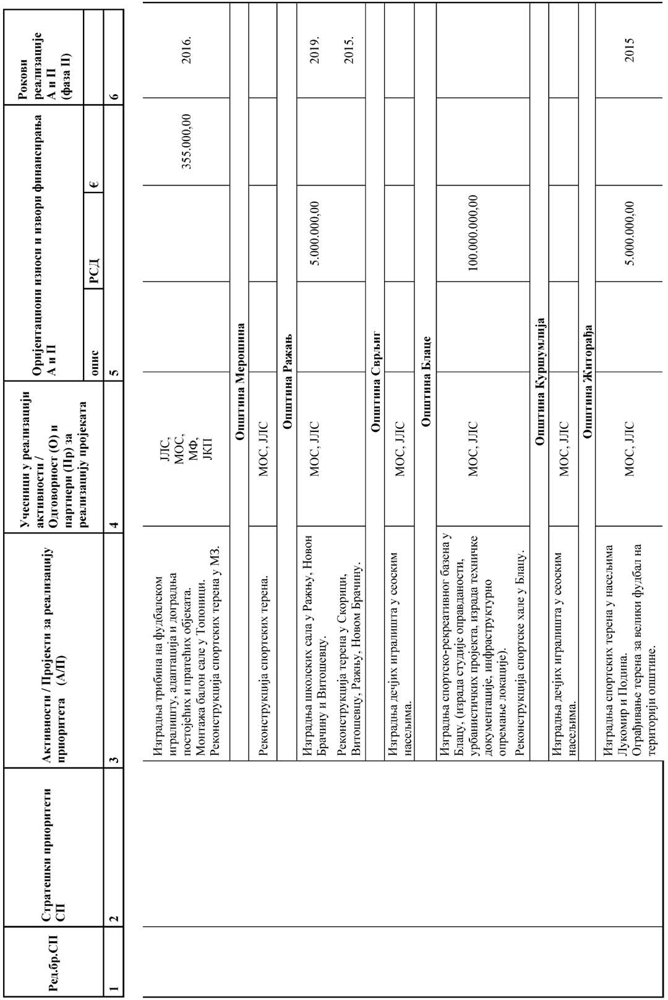 Ред.бр.СП
Стратешки приоритети
СП
Активности / Пројекти за реализацију
приоритета (А/П)
Учесници у реализацији
активности /
Одговорност (О) и
партнери (Пр) за
реализацију пројеката
Оријентациони износи и извори финансирања
А и П
опис
РСД
€
Рокови
реализације
А и П
(фаза II)
1
2
3
4
5
6
Изградња трибина на фудбалском
игралишту, адаптација и доградња
постојећих и пратећих објеката.
Монтажа балон сале у Топоници.
Реконструкција спортских терена у МЗ.
ЈЛС,
МОС,
МФ,
ЈКП
355.000,00
2016.
Општина Мерошина
Реконструкција спортских терена.
МОС, ЈЛС
Општина Ражањ
Изградња школских сала у Ражњу, Новон
Брачину и Витошевцу.
Реконструкција терена у Скорици,
Витошевцу, Ражњу, Новом Брачину.
МОС, ЈЛС
5.000.000,00
2019.
2015.
Општина Сврљиг
Изградња дечјих игралишта у сеоским
насељима.
МОС, ЈЛС
Општина Блаце
Изградња спортско-рекреативног базена у
Блацу, (израда студије оправданости,
урбанистичких пројекта, израда техничке
документације, инфраструктурно
опремање локације).
Реконструкција спортске хале у Блацу.
МОС, ЈЛС
100.000.000,00
Општина Куршумлија
Изградња дечјих игралишта у сеоским
насељима.
МОС, ЈЛС
Општина Житорађа
Изградња спортских терена у насељима
Лукомир и Подина.
Ограђивање терена за велики фудбал на
територији општине.
МОС, ЈЛС
5.000.000,00
2015